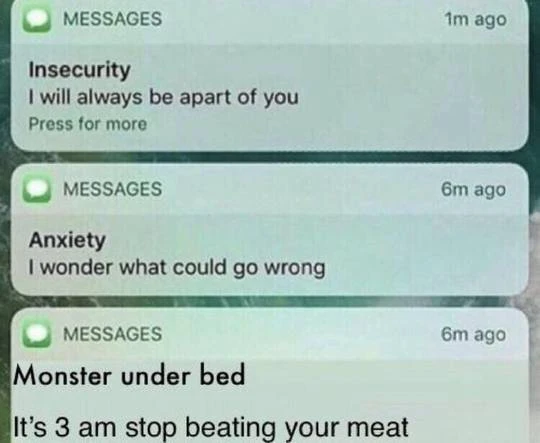 MESSAGES 1m ago
Insecurity
I will always be apart of you
Press for more
MESSAGES 6m ago
Anxiety
I wonder what could go wrong
MESSAGES 6m ago
Monster under bed
It's 3 am stop beating your meat